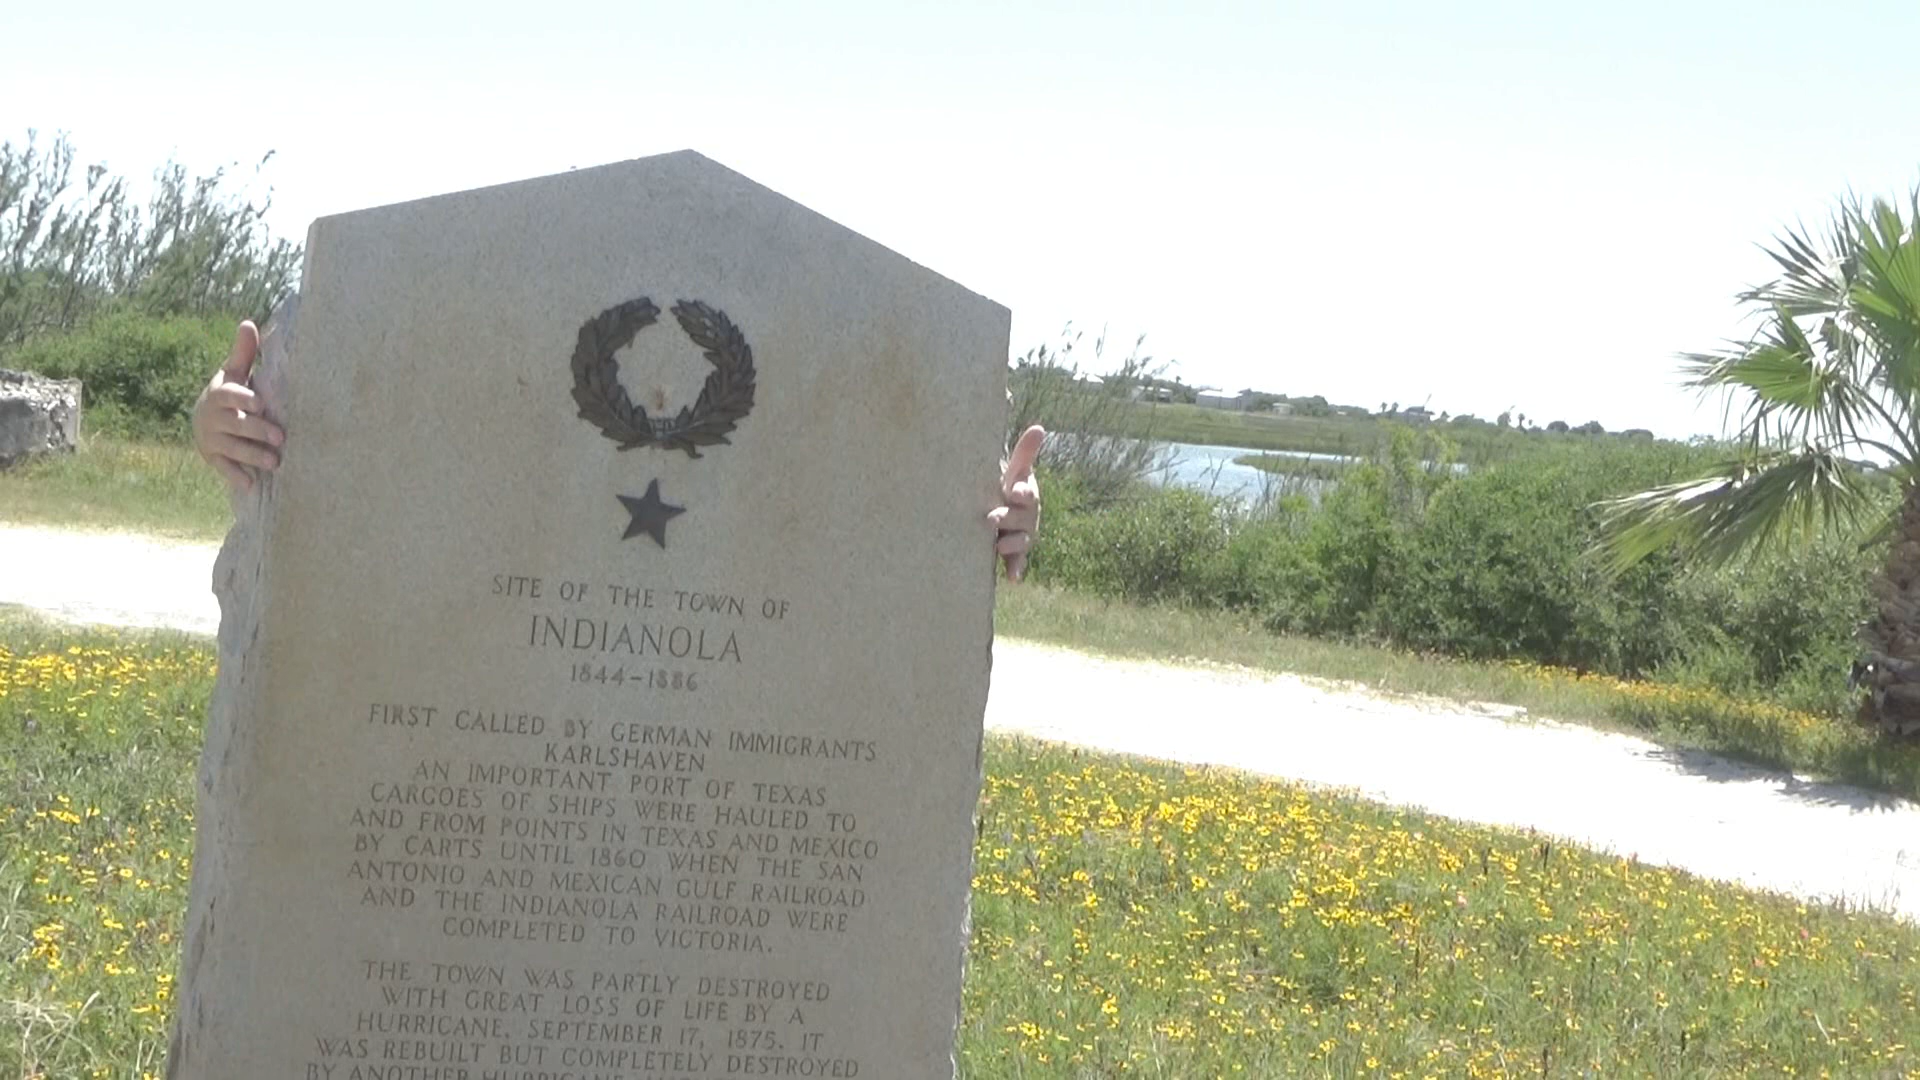 SITE OF THE TOWN OF
INDIANOLA
1844-1886
FIRST CALLED BY GERMAN IMMIGRANTS
KARLSHAVEN
AN IMPORTANT PORT OF TEXAS
CARGOES OF SHIPS WERE HAULED TO
AND FROM POINTS IN TEXAS AND MEXICO
BY CARTS UNTIL 1860 WHEN THE SAN
ANTONIO AND MEXICAN GULF RAILROAD
AND THE INDIANOLA RAILROAD WERE
COMPLETED TO VICTORIA.
THE TOWN WAS PARTLY DESTROYED
WITH GREAT LOSS OF LIFE BY A
HURRICANE, SEPTEMBER 17, 1875. IT
WAS REBUILT BUT COMPLETELY DESTROYED
BY ANOTHER HURRICANE